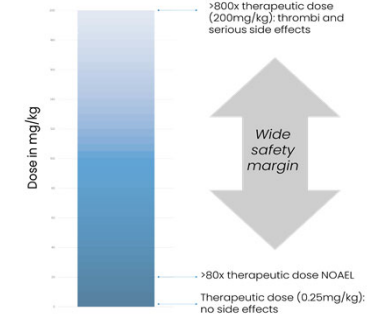 >800x therapeutic dose
(200mg/kg): thrombi and
serious side effects
Dose in mg/kg
Wide
safety
margin
>80x therapeutic dose NOAEL
Therapeutic dose (0.25mg/kg):
no side effects